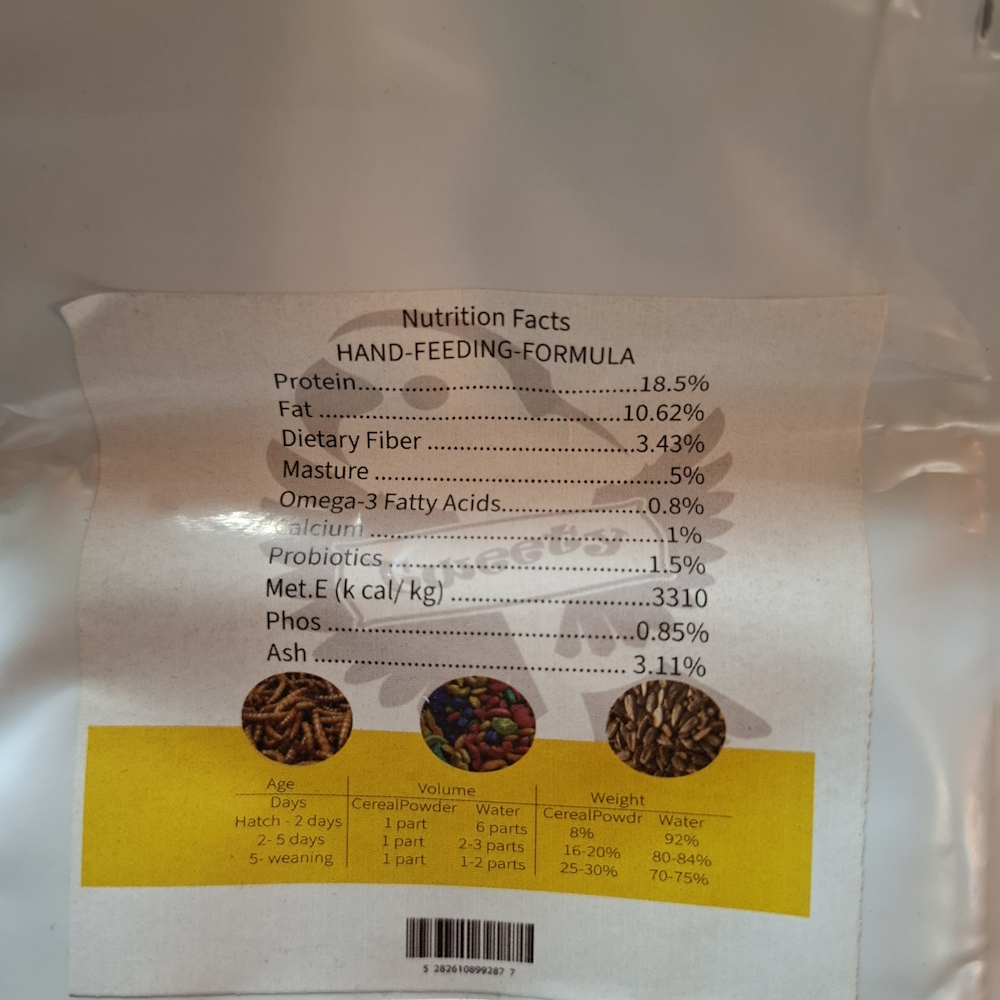 Nutrition Facts
HAND-FEEDING-FORMULA
Protein..........................................18.5%
Fat .............................................10.62%
Dietary Fiber ...............................3.43%
Masture ............................................5%
Omega-3 Fatty Acids.....................0.8%
Calcium ............................................1%
Probiotics ......................................1.5%
Met.E (k cal/ kg) .............................3310
Phos .............................................0.85%
Ash ............................................. 3.11%
Sweety
Age Volume Weight
Days CerealPowder Water CerealPowdr Water
Hatch - 2 days 1 part 6 parts 8% 92%
2- 5 days 1 part 2-3 parts 16-20% 80-84%
5- weaning 1 part 1-2 parts 25-30% 70-75%
5 282610899287 7